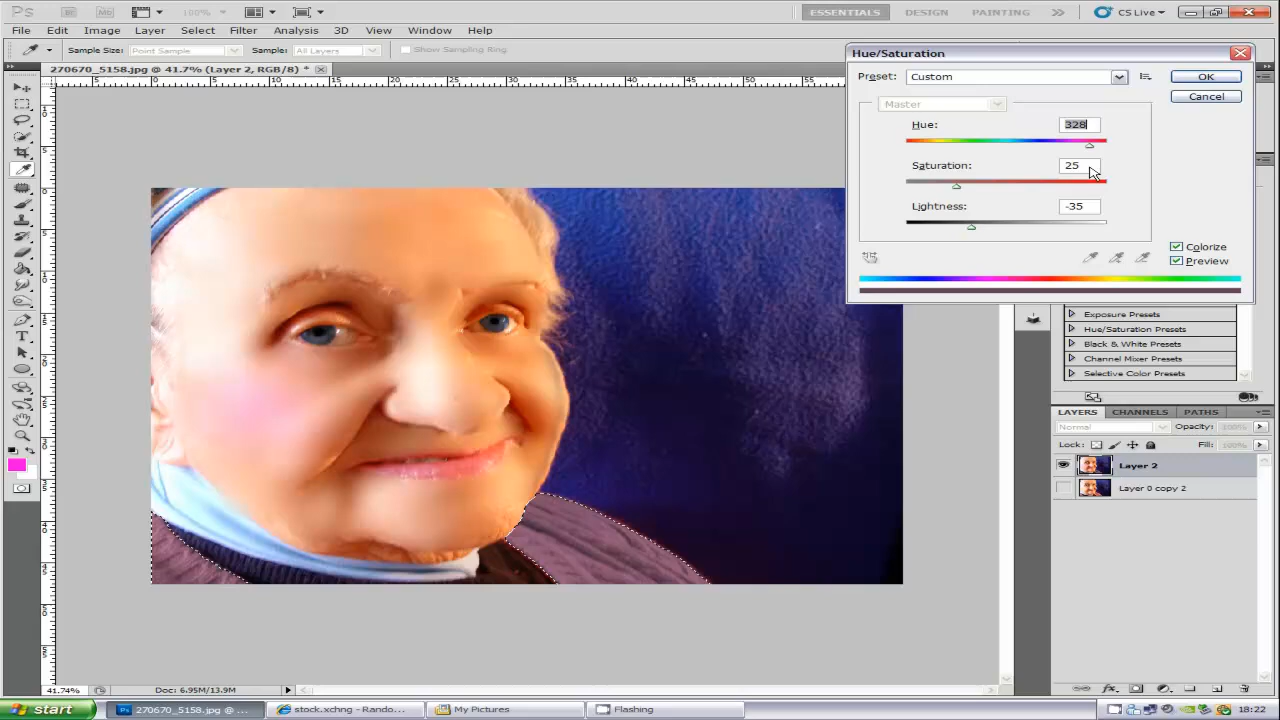 Ps Br Mb 100% ESSENTIALS DESIGN PAINTING CS Live
File Edit Image Layer Select Filter Analysis 3D View Window Help
Sample Size: Point Sample Sample: All Layers Show Sampling Ring
270670_5158.jpg @ 41.7% (Layer 2, RGB/8) *
Hue/Saturation
Preset: Custom OK
Cancel
Master
Hue: 328
Saturation: 25
Lightness: -35
Colorize
Preview
Exposure Presets
Hue/Saturation Presets
Black & White Presets
Channel Mixer Presets
Selective Color Presets
LAYERS CHANNELS PATHS
Normal Opacity: 100%
Lock: Fill: 100%
Layer 2
Layer 0 copy 2
41.74% Doc: 6.95M/13.9M
start 270670_5158.jpg @ ... stock.xchng - Rando... My Pictures Flashing 18:22